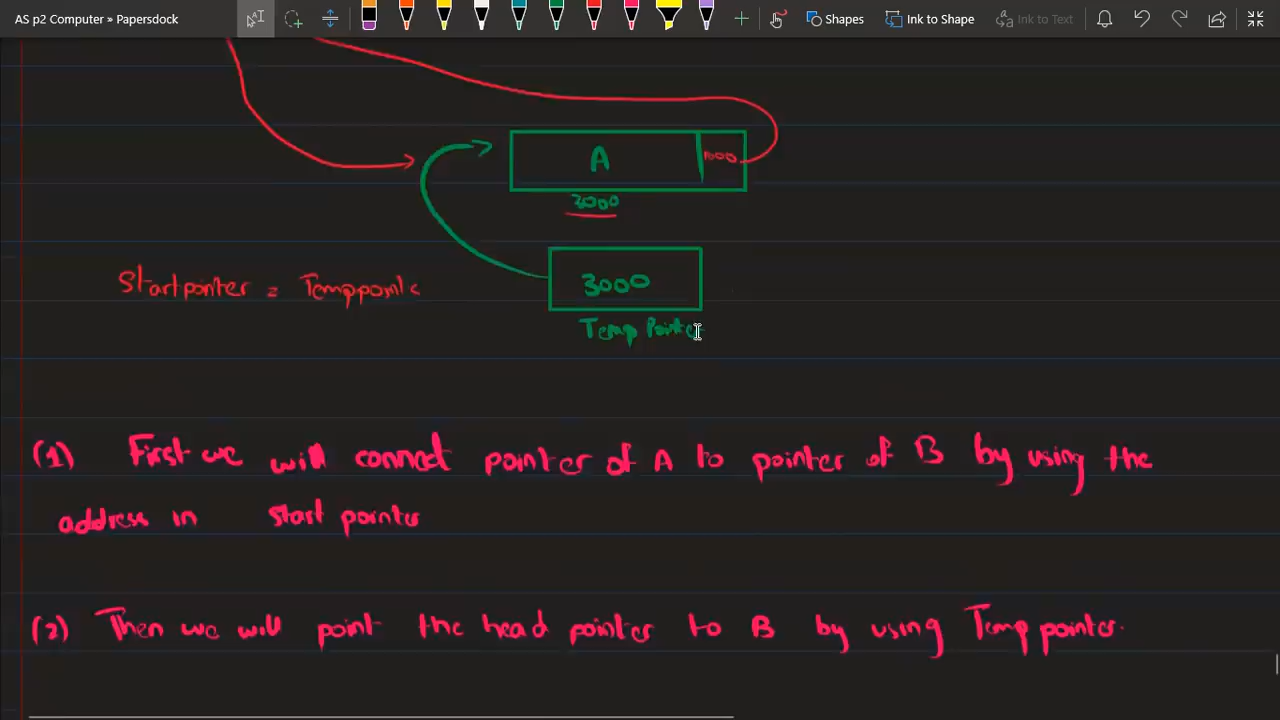 AS p2 Computer » Papersdock
Shapes
Ink to Shape
Ink to Text
A
1000
3000
3000
Startpointer = Temppointe
Temp Pointer
(1) First we will connect pointer of A to pointer of B by using the
address in start pointer
(2) Then we will point the head pointer to B by using Temp pointer.